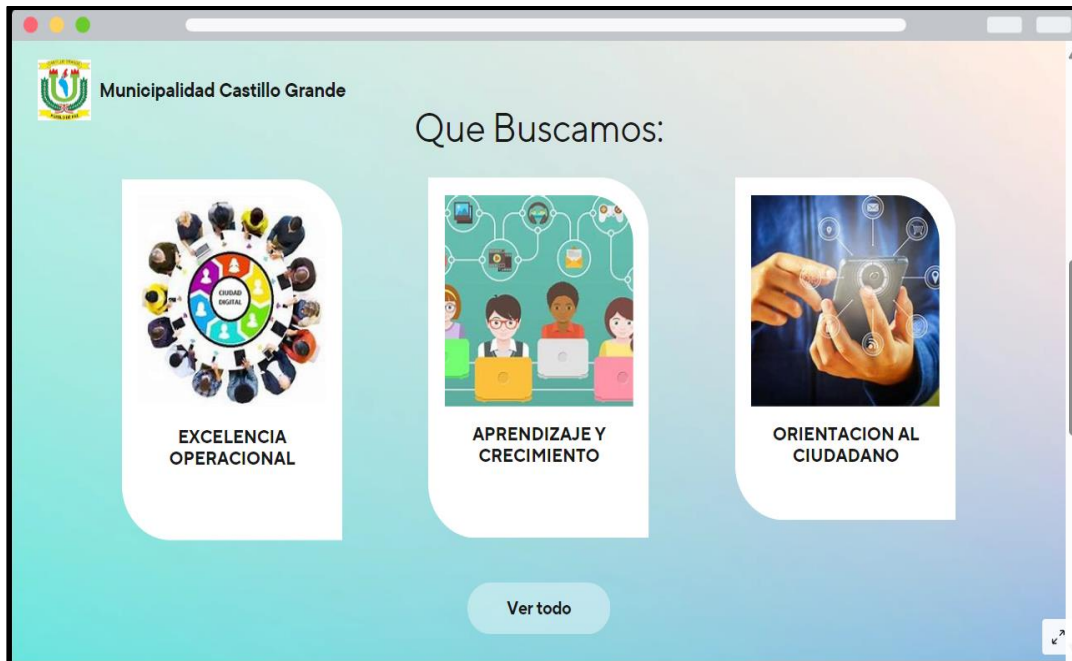 Municipalidad Castillo Grande
Que Buscamos:
CIUDAD
DIGITAL
EXCELENCIA
OPERACIONAL
APRENDIZAJE Y
CRECIMIENTO
ORIENTACION AL
CIUDADANO
Ver todo